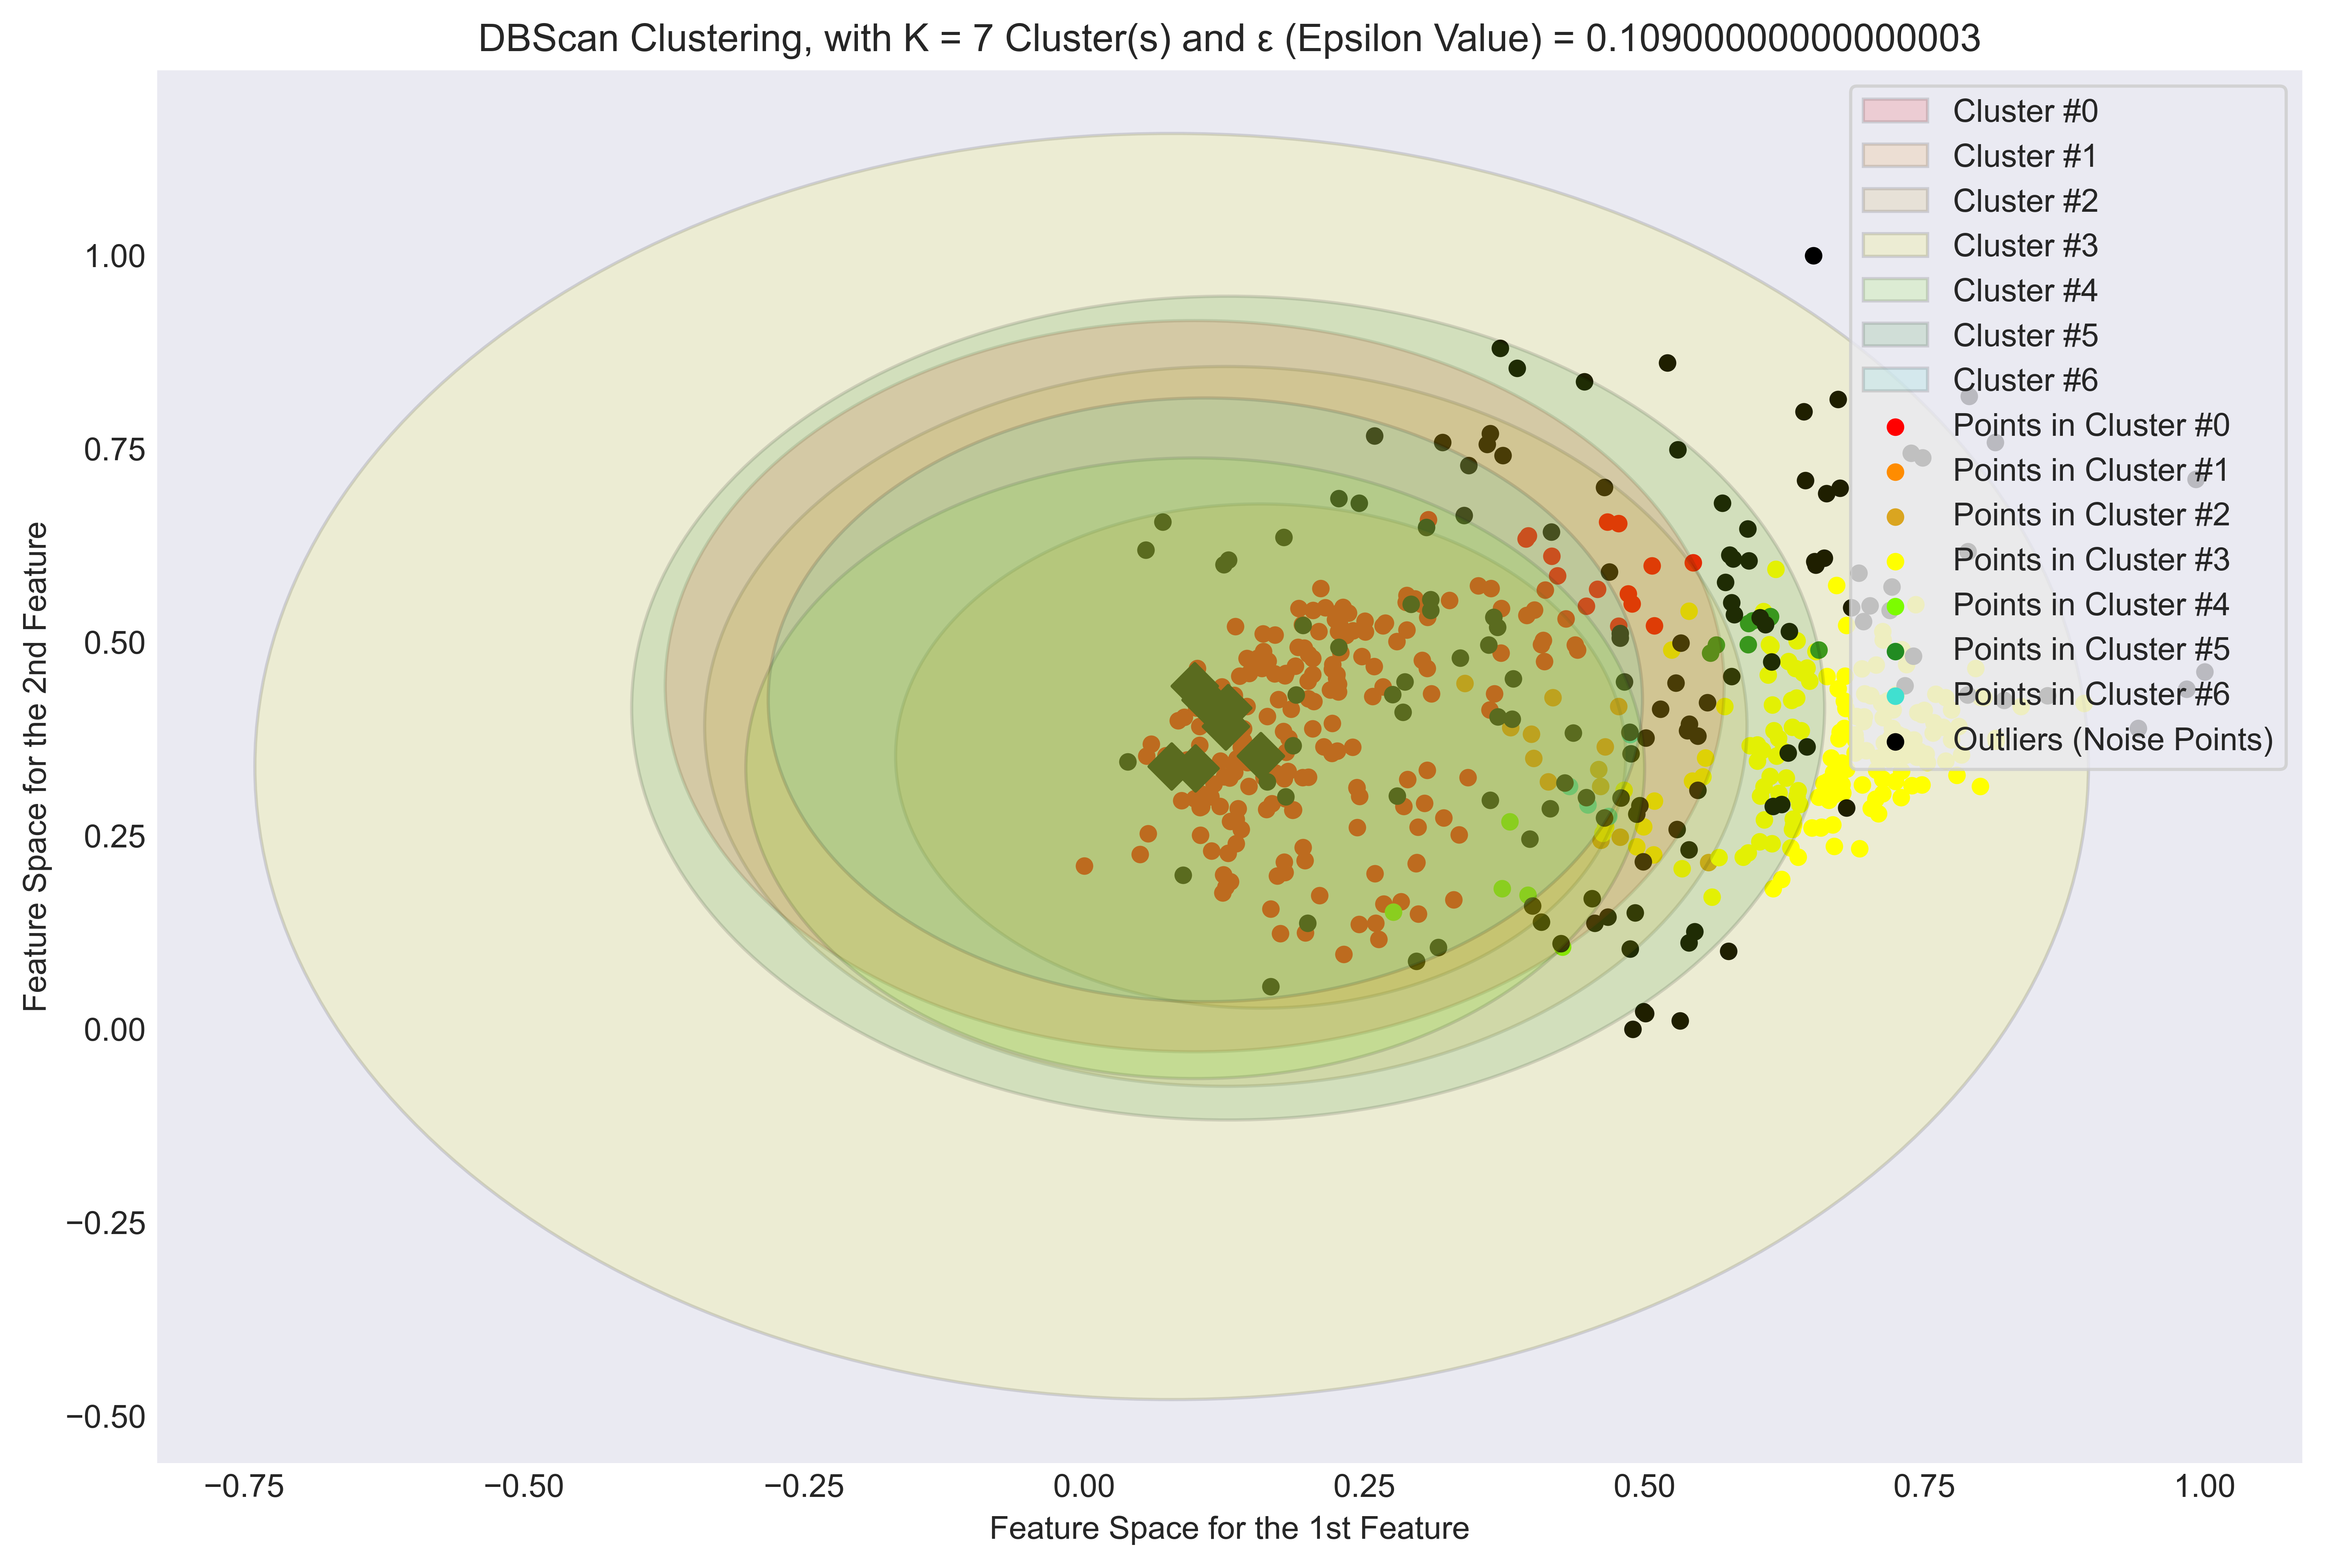 DBScan Clustering, with K = 7 Cluster(s) and ε (Epsilon Value) = 0.10900000000000003
Cluster #0
Cluster #1
Cluster #2
Cluster #3
Cluster #4
Cluster #5
Cluster #6
Points in Cluster #0
Points in Cluster #1
Points in Cluster #2
Points in Cluster #3
Points in Cluster #4
Points in Cluster #5
Points in Cluster #6
Outliers (Noise Points)
Feature Space for the 2nd Feature
1.00
0.75
0.50
0.25
0.00
−0.25
−0.50
−0.75 −0.50 −0.25 0.00 0.25 0.50 0.75 1.00
Feature Space for the 1st Feature